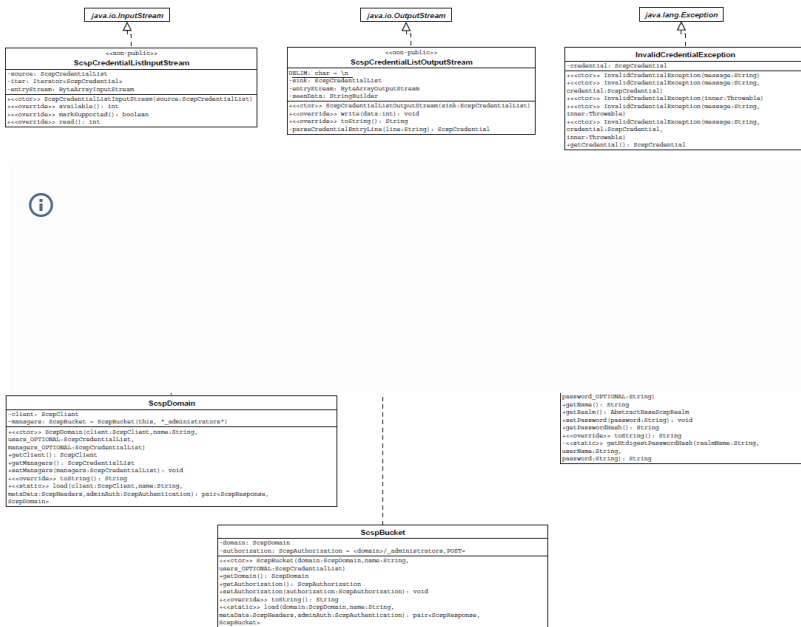 java.io.InputStream
<<non-public>>
ScspCredentialListInputStream
-source: ScspCredentialList
-iter: Iterator<ScspCredential>
-entryStream: ByteArrayInputStream
+<<ctor>> ScspCredentialListInputStream(source:ScspCredentialList)
+<<override>> available(): int
+<<override>> markSupported(): boolean
+<<override>> read(): int
java.io.OutputStream
<<non-public>>
ScspCredentialListOutputStream
DELIM: char = \n
-sink: ScspCredentialList
-entryStream: ByteArrayOutputStream
-seenData: StringBuilder
+<<ctor>> ScspCredentialListOutputStream(sink:ScspCredentialList)
+<<override>> write(data:int): void
+<<override>> toString(): String
-parseCredentialEntryLine(line:String): ScspCredential
java.lang.Exception
InvalidCredentialException
-credential: ScspCredential
+<<ctor>> InvalidCredentialException(message:String)
+<<ctor>> InvalidCredentialException(message:String,
credential:ScspCredential)
+<<ctor>> InvalidCredentialException(inner:Throwable)
+<<ctor>> InvalidCredentialException(message:String,
inner:Throwable)
+<<ctor>> InvalidCredentialException(message:String,
credential:ScspCredential,
inner:Throwable)
+getCredential(): ScspCredential
ScspDomain
-client: ScspClient
-managers: ScspBucket = ScspBucket(this, "_administrators")
+<<ctor>> ScspDomain(client:ScspClient,name:String,
users_OPTIONAL:ScspCredentialList,
managers_OPTIONAL:ScspCredentialList)
+getClient(): ScspClient
+getManagers(): ScspCredentialList
+setManagers(managers:ScspCredentialList): void
+<<override>> toString(): String
+<<static>> load(client:ScspClient,name:String,
metaData:ScspHeaders,adminAuth:ScspAuthentication): pair<ScspResponse,
ScspDomain>
password_OPTIONAL:String)
+getName(): String
+getRealm(): AbstractBaseScspRealm
+setPassword(password:String): void
+getPasswordHash(): String
+<<override>> toString(): String
-<<static>> getHtdigestPasswordHash(realmName:String,
userName:String,
password:String): String
ScspBucket
-domain: ScspDomain
-authorization: ScspAuthorization = <domain>/_administrators,POST=
+<<ctor>> ScspBucket(domain:ScspDomain,name:String,
users_OPTIONAL:ScspCredentialList)
+getDomain(): ScspDomain
+getAuthorization(): ScspAuthorization
+setAuthorization(authorization:ScspAuthorization): void
+<<override>> toString(): String
+<<static>> load(domain:ScspDomain,name:String,
metaData:ScspHeaders,adminAuth:ScspAuthentication): pair<ScspResponse,
ScspBucket>